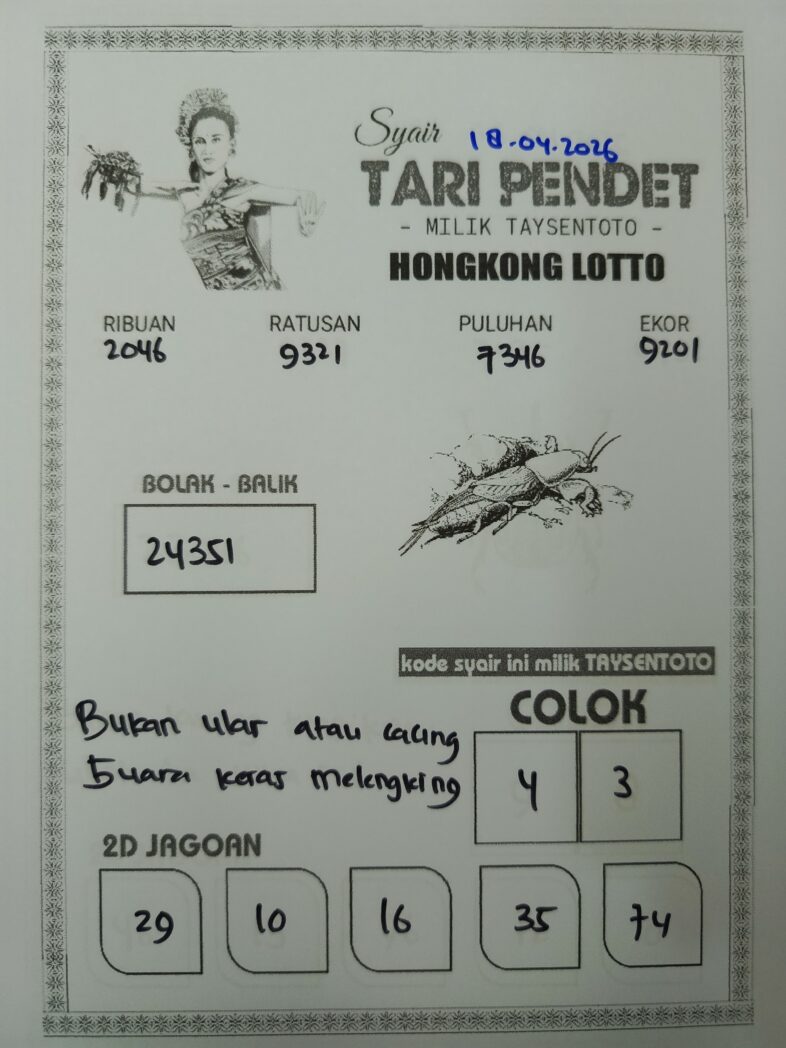 Syair 18.04.2026
TARI PENDET
- MILIK TAYSENTOTO -
HONGKONG LOTTO
RIBUAN RATUSAN PULUHAN EKOR
2046 9321 7346 9201
BOLAK - BALIK
24351
kode syair ini milik TAYSENTOTO
Bukan ular atau cacing
Suara keras melengking
COLOK
4 3
2D JAGOAN
29 10 16 35 74